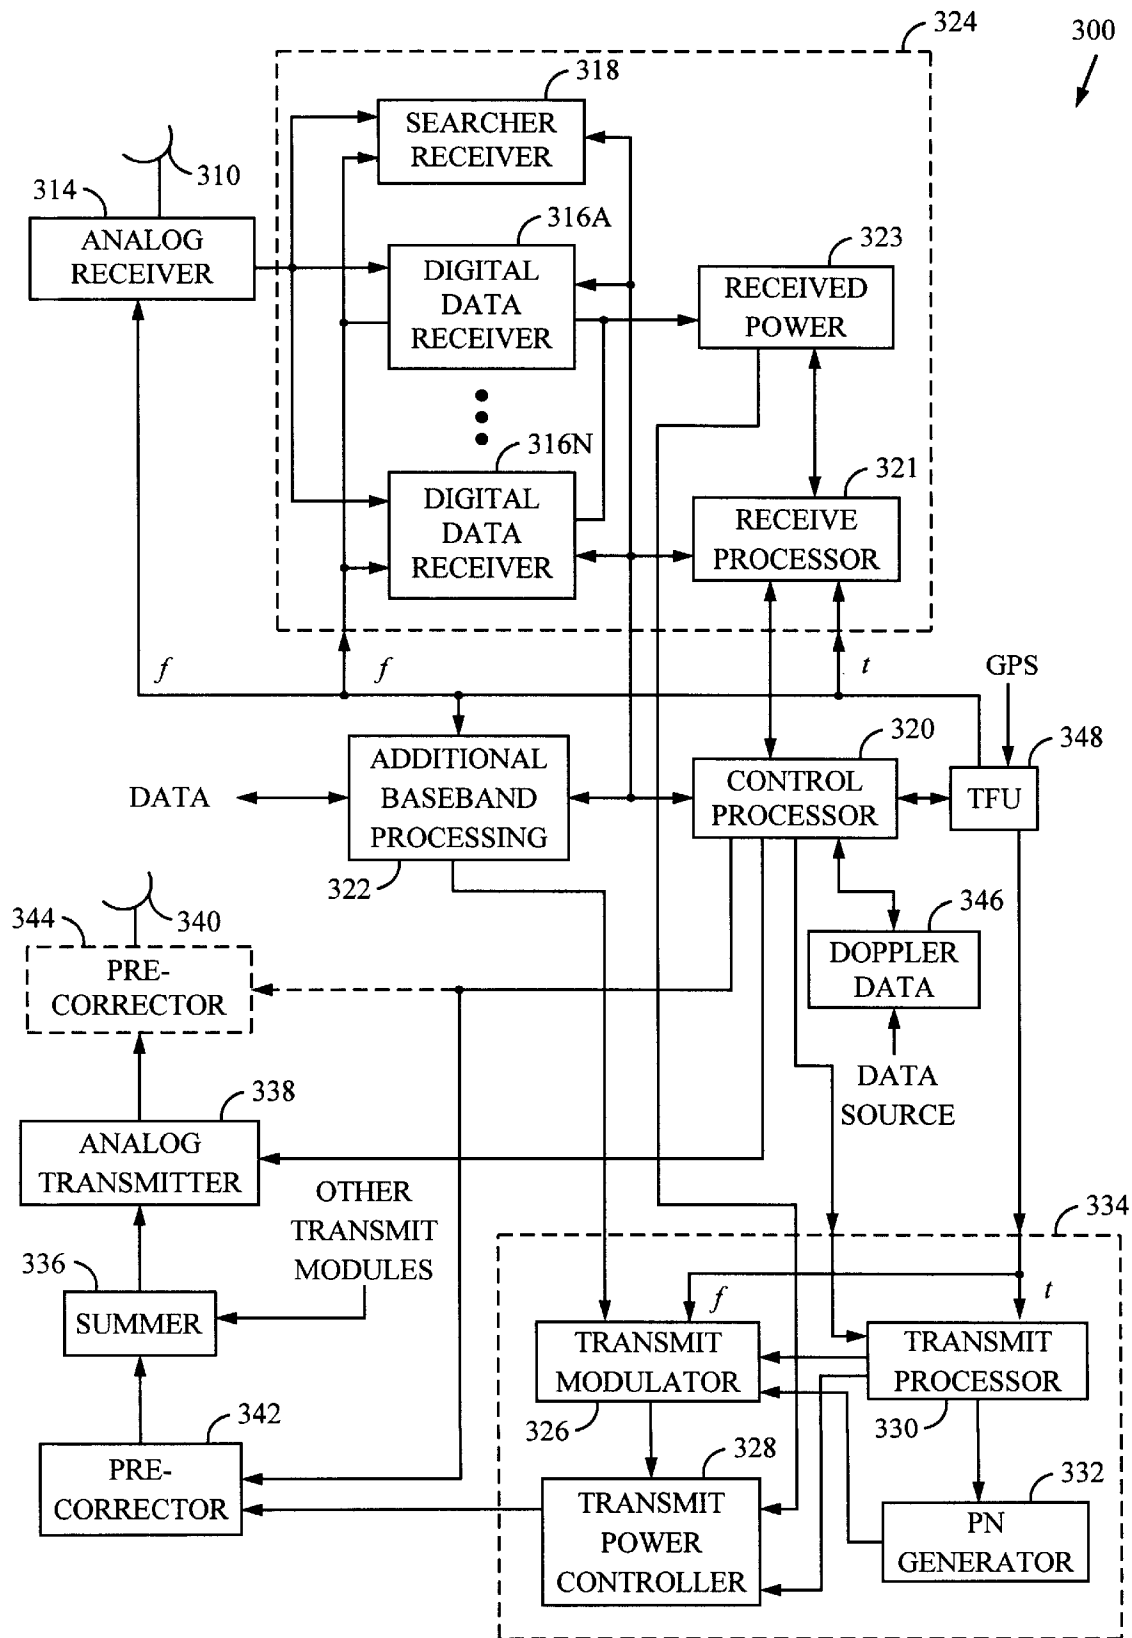 324
300
318
SEARCHER
RECEIVER
310
314
ANALOG
RECEIVER
316A
DIGITAL
DATA
RECEIVER
323
RECEIVED
POWER
316N
DIGITAL
DATA
RECEIVER
321
RECEIVE
PROCESSOR
f
f
t
GPS
320
348
ADDITIONAL
BASEBAND
PROCESSING
CONTROL
PROCESSOR
TFU
DATA
322
344
340
346
PRE-
CORRECTOR
DOPPLER
DATA
DATA
SOURCE
338
ANALOG
TRANSMITTER
OTHER
TRANSMIT
MODULES
334
336
SUMMER
f
t
TRANSMIT
MODULATOR
TRANSMIT
PROCESSOR
326
330
342
328
332
PRE-
CORRECTOR
TRANSMIT
POWER
CONTROLLER
PN
GENERATOR